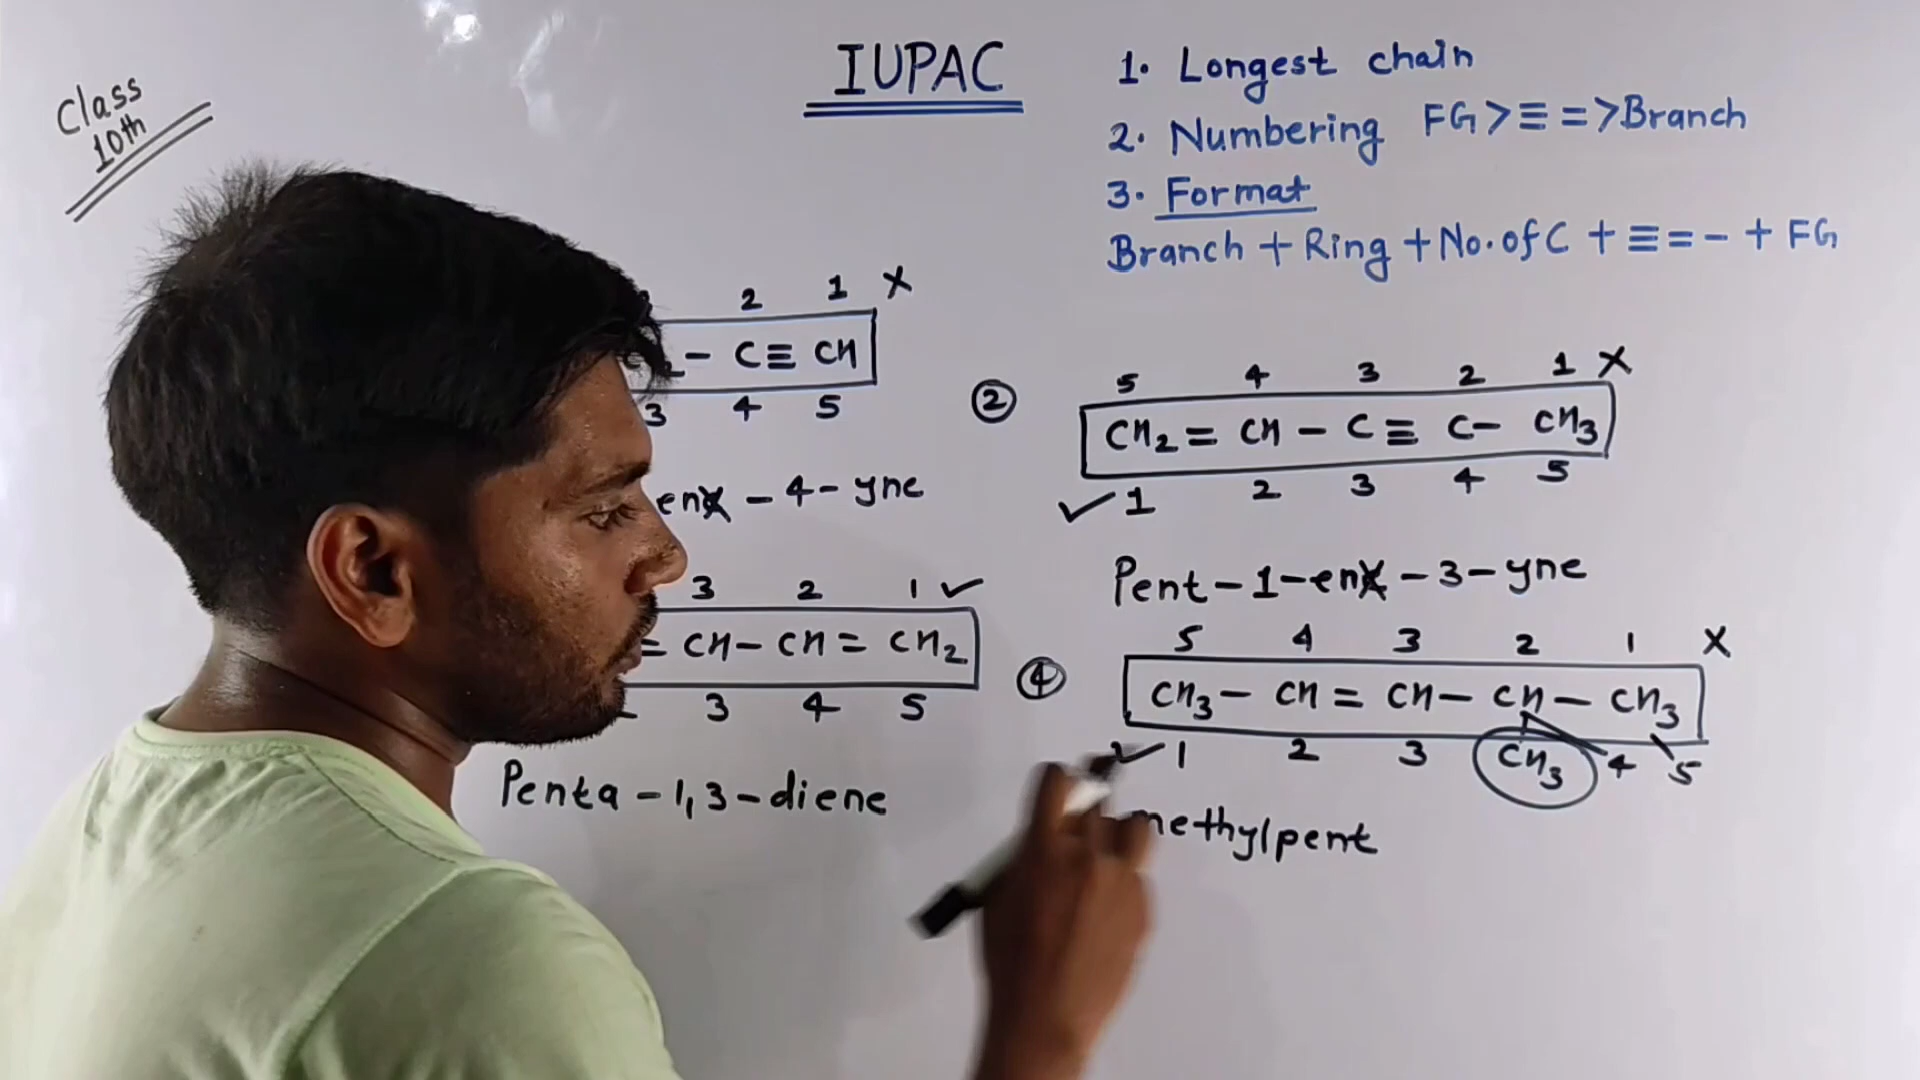 Class
10th
IUPAC
1. Longest chain
2. Numbering FG > ≡ = > Branch
3. Format
Branch + Ring + No. of C + ≡ = - + FG
2 1 X
- C ≡ CH
3 4 5
en - 4 - yne
②
5 4 3 2 1 X
CH2 = CH - C ≡ C - CH3
✓ 1 2 3 4 5
Pent - 1 - en - 3 - yne
3 2 1 ✓
= CH - CH = CH2
3 4 5
Penta - 1,3 - diene
④
5 4 3 2 1 X
CH3 - CH = CH - CH - CH3
✓ 1 2 3 CH3 4 5
methylpent